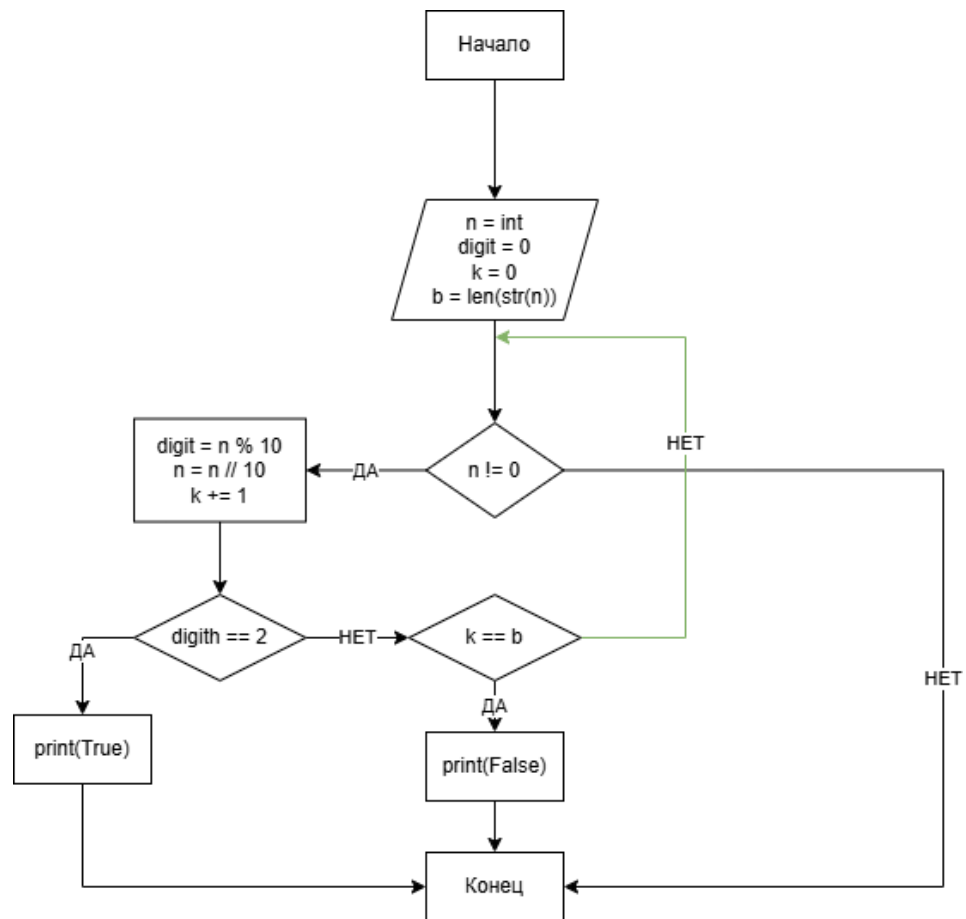 Начало
n = int
digit = 0
k = 0
b = len(str(n))
НЕТ
digit = n % 10
n = n // 10
k += 1
ДА
n != 0
digith == 2
НЕТ
k == b
ДА
НЕТ
ДА
print(True)
print(False)
Конец